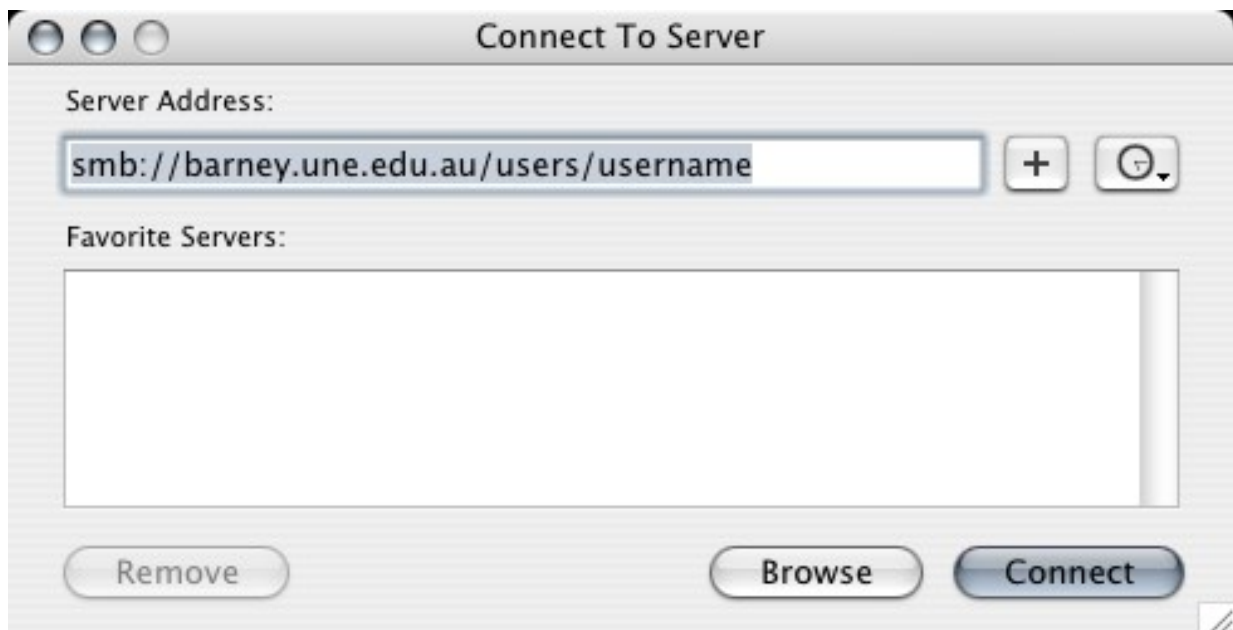 Connect To Server
Server Address:
smb://barney.une.edu.au/users/username
+
Favorite Servers:
Remove Browse Connect